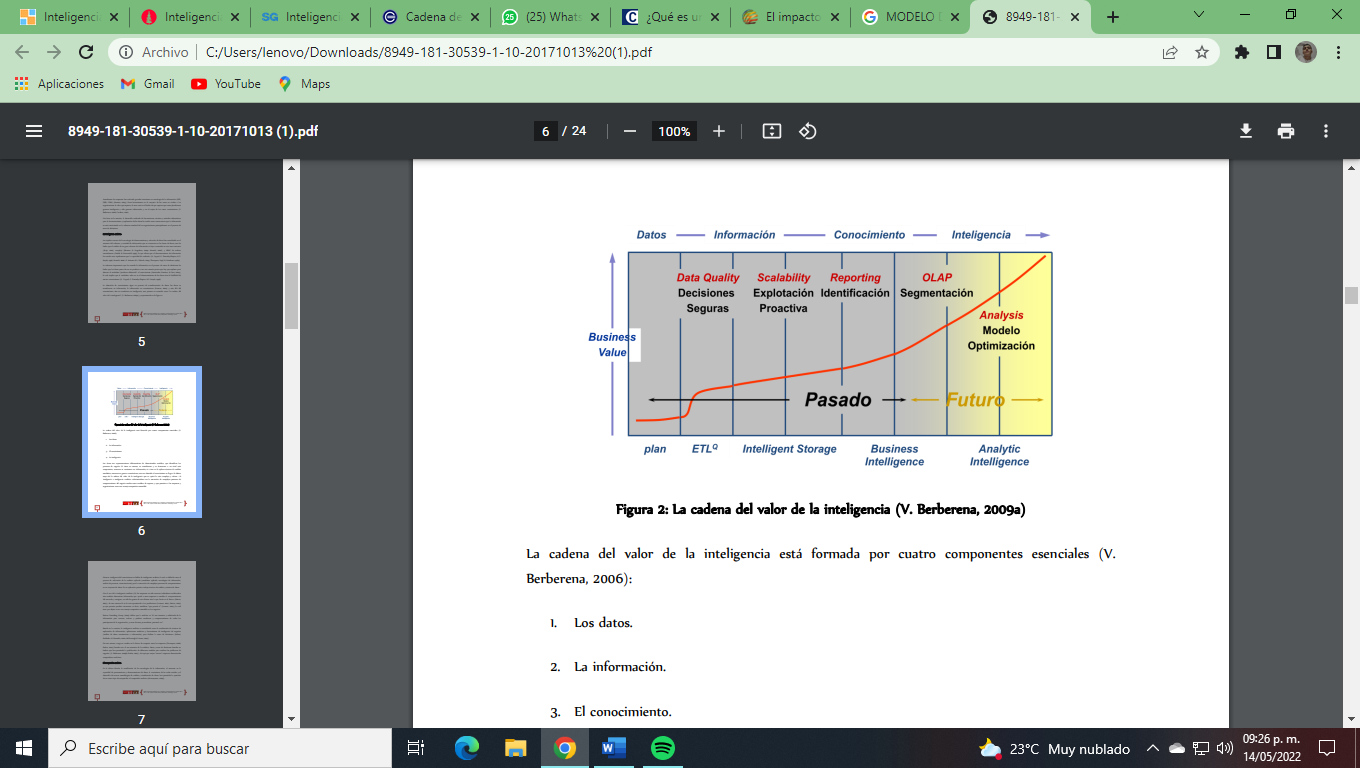 Inteligenci
Inteligenci
Inteligenci
Cadena de
(25) Whats
¿Qué es un
El impacto
MODELO
8949-181-
Archivo
C:/Users/lenovo/Downloads/8949-181-30539-1-10-20171013%20(1).pdf
Aplicaciones
Gmail
YouTube
Maps
8949-181-30539-1-10-20171013 (1).pdf
6 / 24
100%
5
6
7
Datos
Información
Conocimiento
Inteligencia
Business
Value
Data Quality
Decisiones
Seguras
Scalability
Explotación
Proactiva
Reporting
Identificación
OLAP
Segmentación
Analysis
Modelo
Optimización
Pasado
Futuro
plan
ETLQ
Intelligent Storage
Business
Intelligence
Analytic
Intelligence
Figura 2: La cadena del valor de la inteligencia (V. Berberena, 2009a)
La cadena del valor de la inteligencia está formada por cuatro componentes esenciales (V.
Berberena, 2006):
1. Los datos.
2. La información.
3. El conocimiento.
Escribe aquí para buscar
23°C Muy nublado
09:26 p. m.
14/05/2022